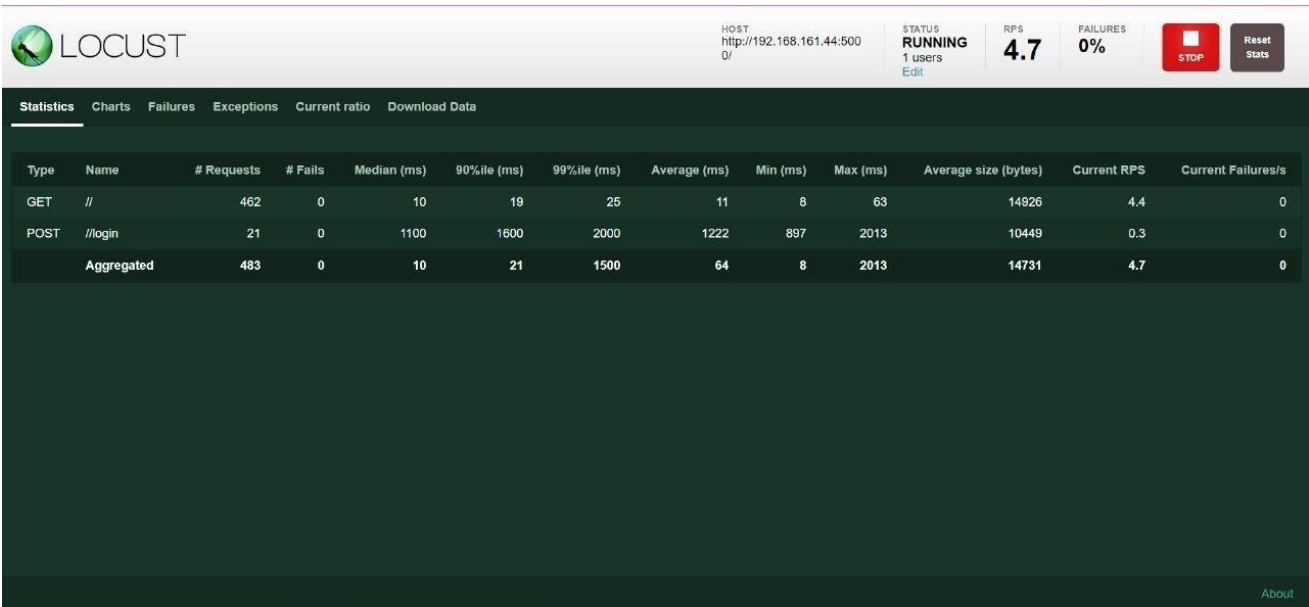 LOCUST
HOST
http://192.168.161.44:500
0/
STATUS
RUNNING
1 users
Edit
RPS
4.7
FAILURES
0%
STOP
Reset
Stats
Statistics Charts Failures Exceptions Current ratio Download Data
Type Name # Requests # Fails Median (ms) 90%ile (ms) 99%ile (ms) Average (ms) Min (ms) Max (ms) Average size (bytes) Current RPS Current Failures/s
GET // 462 0 10 19 25 11 8 63 14926 4.4 0
POST //login 21 0 1100 1600 2000 1222 897 2013 10449 0.3 0
Aggregated 483 0 10 21 1500 64 8 2013 14731 4.7 0
About